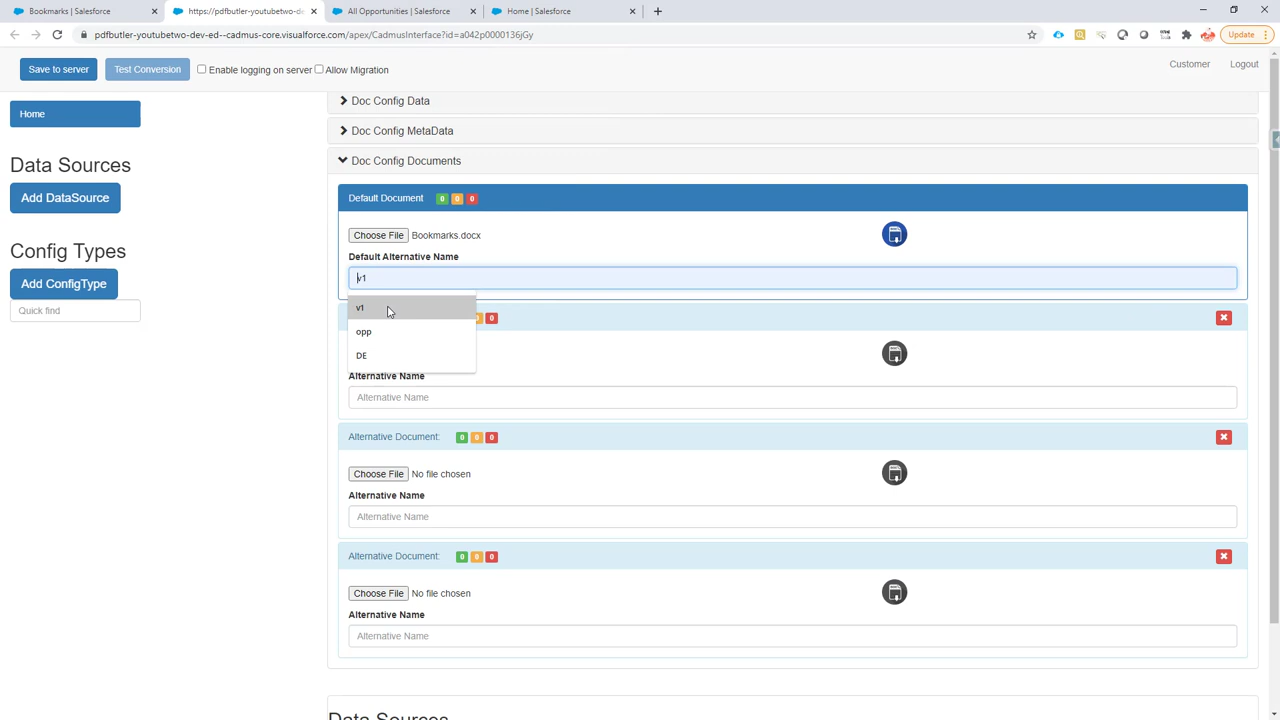 Bookmarks | Salesforce
https://pdfbutler-youtubetwo-de
All Opportunities | Salesforce
Home | Salesforce
pdfbutler-youtubetwo-dev-ed--cadmus-core.visualforce.com/apex/CadmusInterface?id=a042p0000136jGy
Update
Save to server
Test Conversion
Enable logging on server
Allow Migration
Customer
Logout
Home
Data Sources
Add DataSource
Config Types
Add ConfigType
Quick find
Doc Config Data
Doc Config MetaData
Doc Config Documents
Default Document 0 0 0
Choose File Bookmarks.docx
Default Alternative Name
v1
v1
opp
DE
0
Alternative Name
Alternative Name
Alternative Document: 0 0 0
Choose File No file chosen
Alternative Name
Alternative Name
Alternative Document: 0 0 0
Choose File No file chosen
Alternative Name
Alternative Name
Data Sources